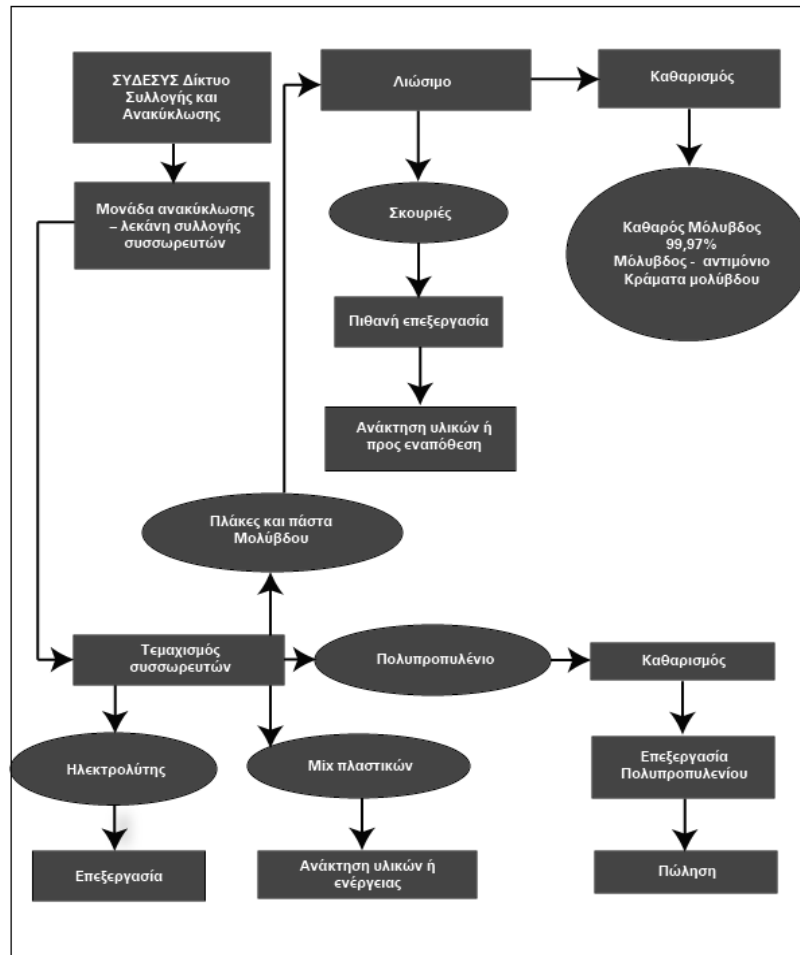 ΣΥΔΕΣΥΣ Δίκτυο
Συλλογής και
Ανακύκλωσης
Μονάδα ανακύκλωσης
– λεκάνη συλλογής
συσσωρευτών
Λιώσιμο
Καθαρισμός
Σκουριές
Καθαρός Μόλυβδος
99,97%
Μόλυβδος - αντιμόνιο
Κράματα μολύβδου
Πιθανή επεξεργασία
Ανάκτηση υλικών ή
προς εναπόθεση
Πλάκες και πάστα
Μολύβδου
Τεμαχισμός
συσσωρευτών
Πολυπροπυλένιο
Καθαρισμός
Ηλεκτρολύτης
Mix πλαστικών
Επεξεργασία
Πολυπροπυλενίου
Επεξεργασία
Ανάκτηση υλικών ή
ενέργειας
Πώληση